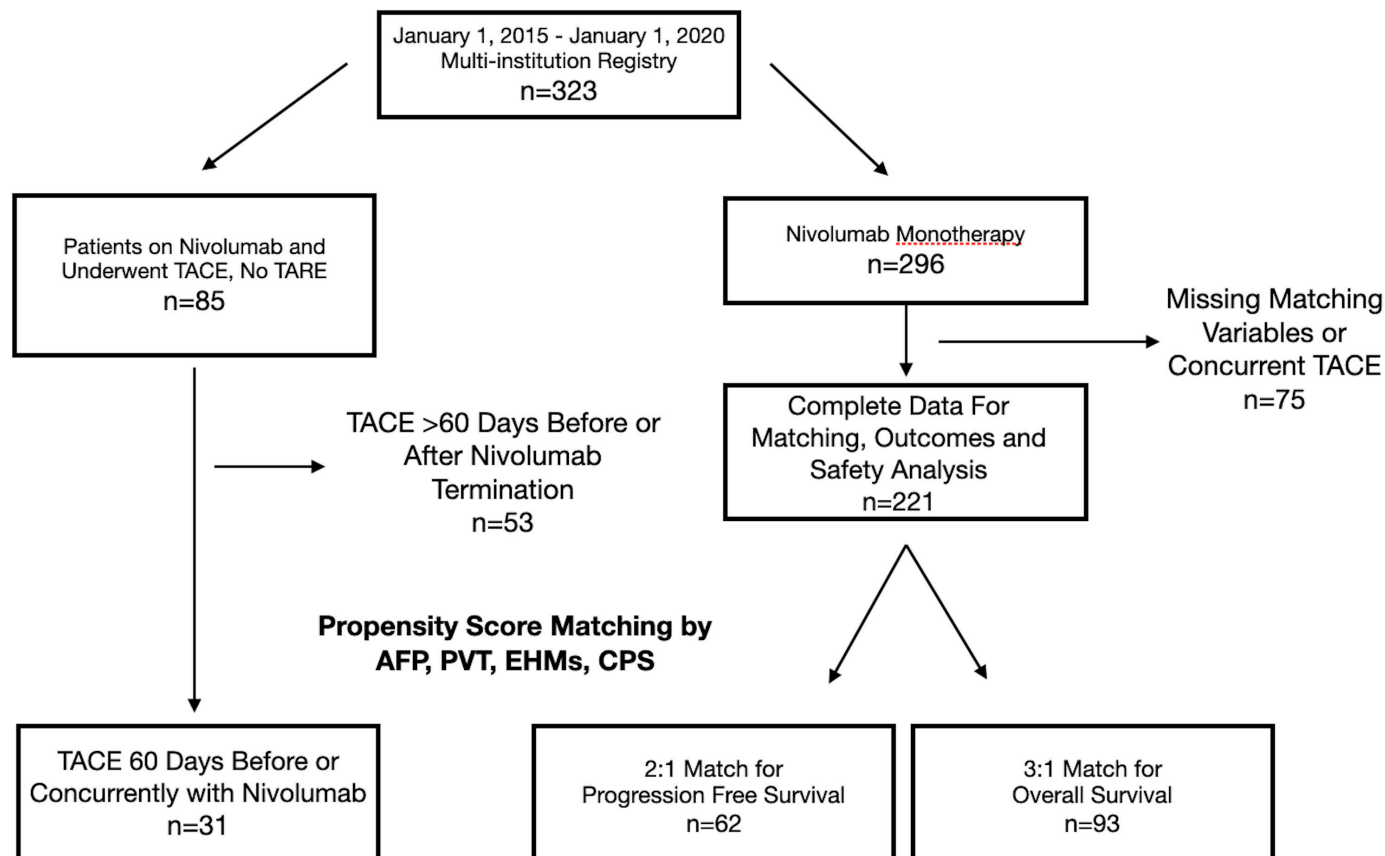 January 1, 2015 - January 1, 2020
Multi-institution Registry
n=323
Patients on Nivolumab and
Underwent TACE, No TARE
n=85
Nivolumab Monotherapy
n=296
Missing Matching
Variables or
Concurrent TACE
n=75
TACE >60 Days Before or
After Nivolumab
Termination
n=53
Complete Data For
Matching, Outcomes and
Safety Analysis
n=221
Propensity Score Matching by
AFP, PVT, EHMs, CPS
TACE 60 Days Before or
Concurrently with Nivolumab
n=31
2:1 Match for
Progression Free Survival
n=62
3:1 Match for
Overall Survival
n=93